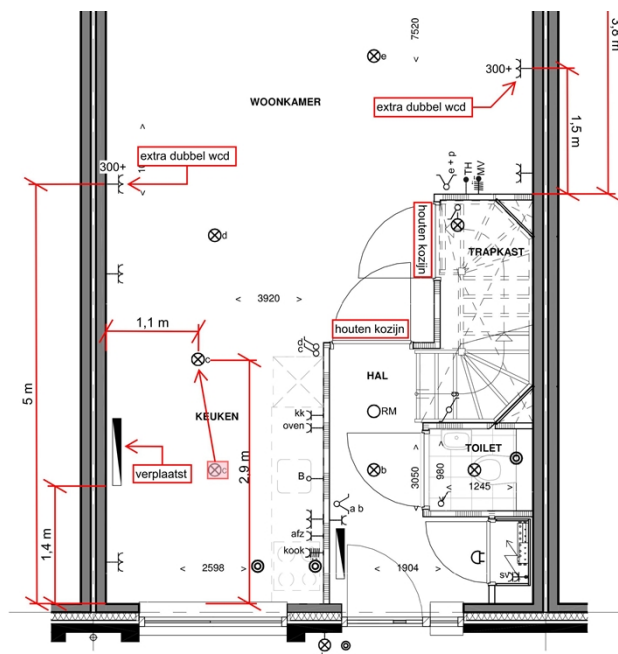 7520
e
300+
3,8 m
WOONKAMER
extra dubbel wcd
1,5 m
extra dubbel wcd
300+
e + p
TH
MV
houten kozijn
TRAPKAST
d
3920
1,1 m
houten kozijn
c
d
c
HAL
5 m
KEUKEN
kk
oven
RM
g
TOILET
verplaatst
c
2,9 m
B
b
3050
980
1245
1,4 m
a b
afz
kook
2598
1904
sv